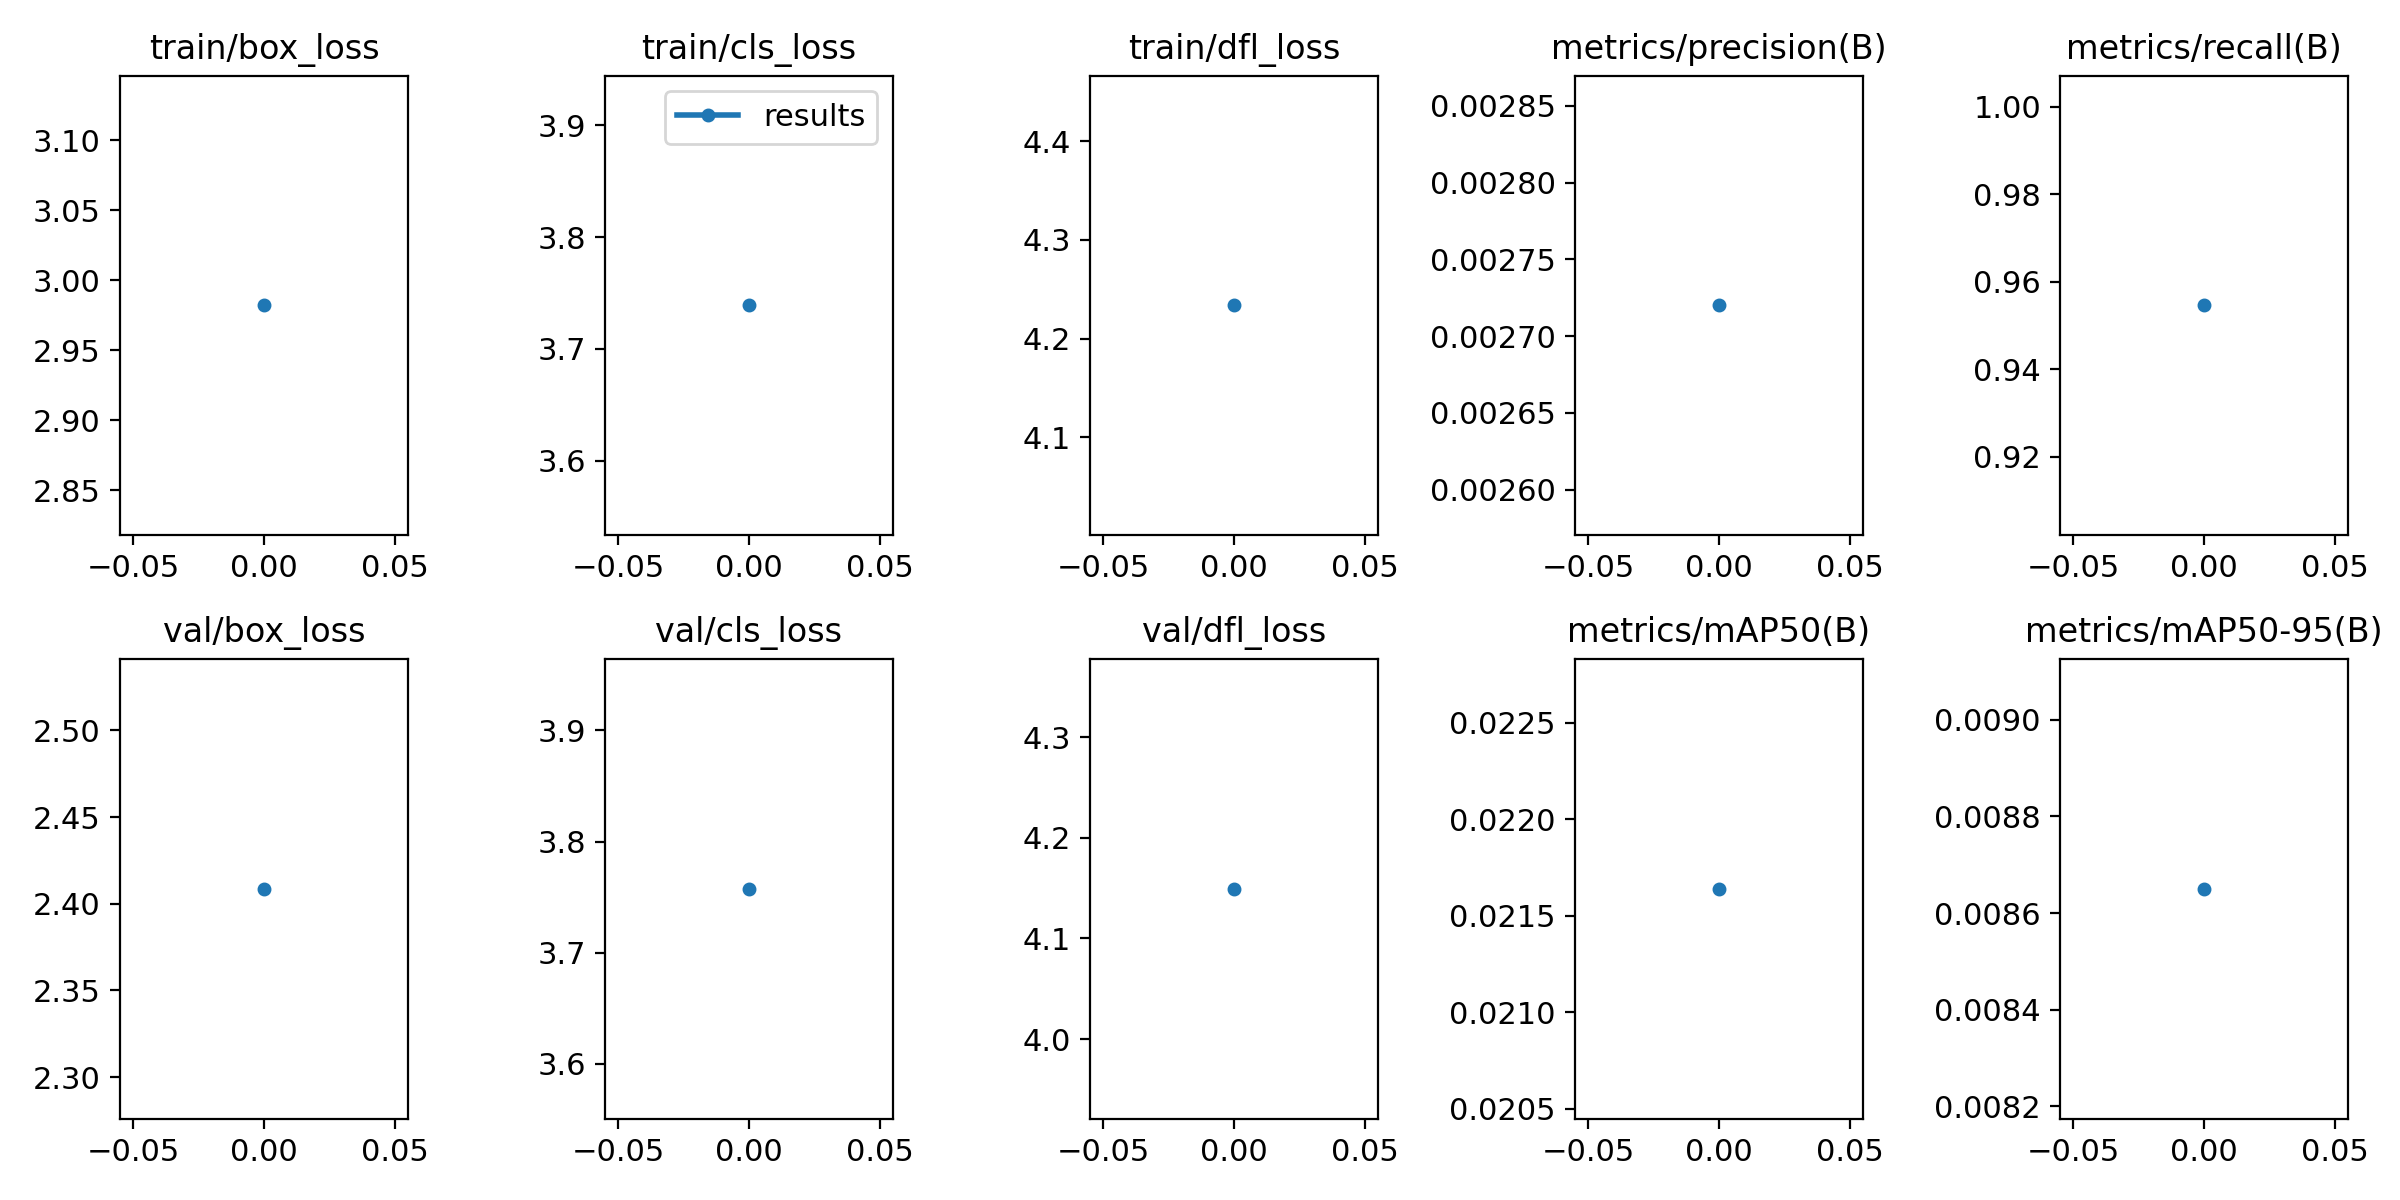 train/box_loss
3.10
3.05
3.00
2.95
2.90
2.85
−0.05 0.00 0.05
train/cls_loss
results
3.9
3.8
3.7
3.6
−0.05 0.00 0.05
train/dfl_loss
4.4
4.3
4.2
4.1
−0.05 0.00 0.05
metrics/precision(B)
0.00285
0.00280
0.00275
0.00270
0.00265
0.00260
−0.05 0.00 0.05
metrics/recall(B)
1.00
0.98
0.96
0.94
0.92
−0.05 0.00 0.05
val/box_loss
2.50
2.45
2.40
2.35
2.30
−0.05 0.00 0.05
val/cls_loss
3.9
3.8
3.7
3.6
−0.05 0.00 0.05
val/dfl_loss
4.3
4.2
4.1
4.0
−0.05 0.00 0.05
metrics/mAP50(B)
0.0225
0.0220
0.0215
0.0210
0.0205
−0.05 0.00 0.05
metrics/mAP50-95(B)
0.0090
0.0088
0.0086
0.0084
0.0082
−0.05 0.00 0.05